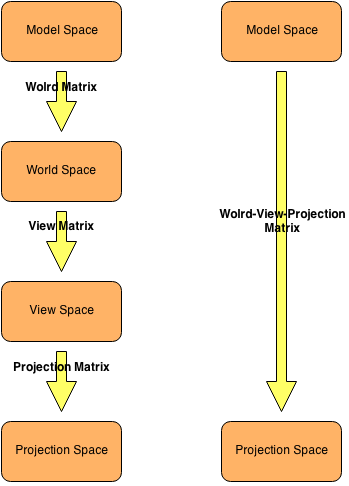 Model Space
Wolrd Matrix
World Space
View Matrix
View Space
Projection Matrix
Projection Space
Model Space
Wolrd-View-Projection
Matrix
Projection Space